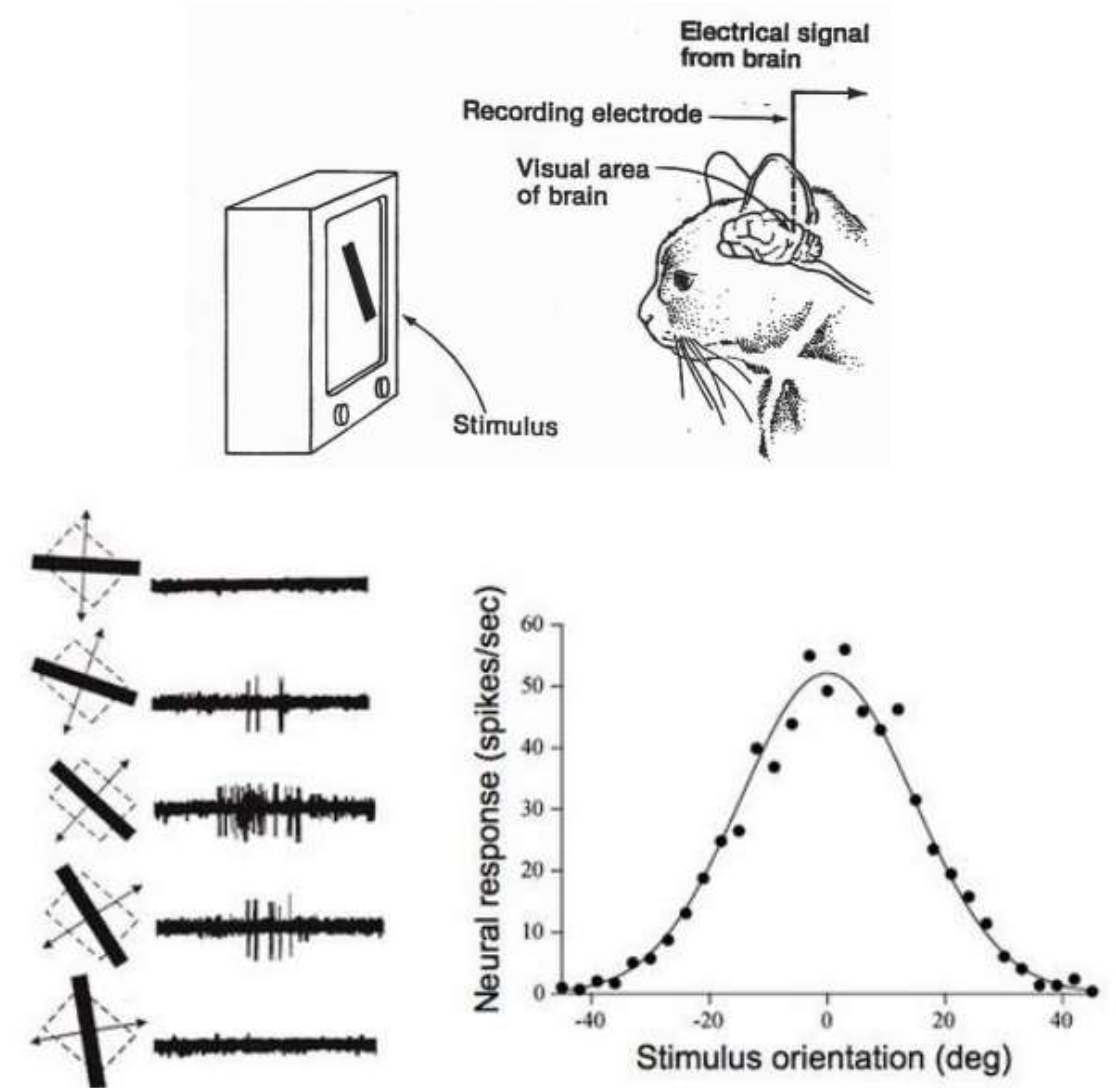 Electrical signal
from brain
Recording electrode
Visual area
of brain
Stimulus
Neural response (spikes/sec)
60
50
40
30
20
10
0
-40
-20
0
20
40
Stimulus orientation (deg)